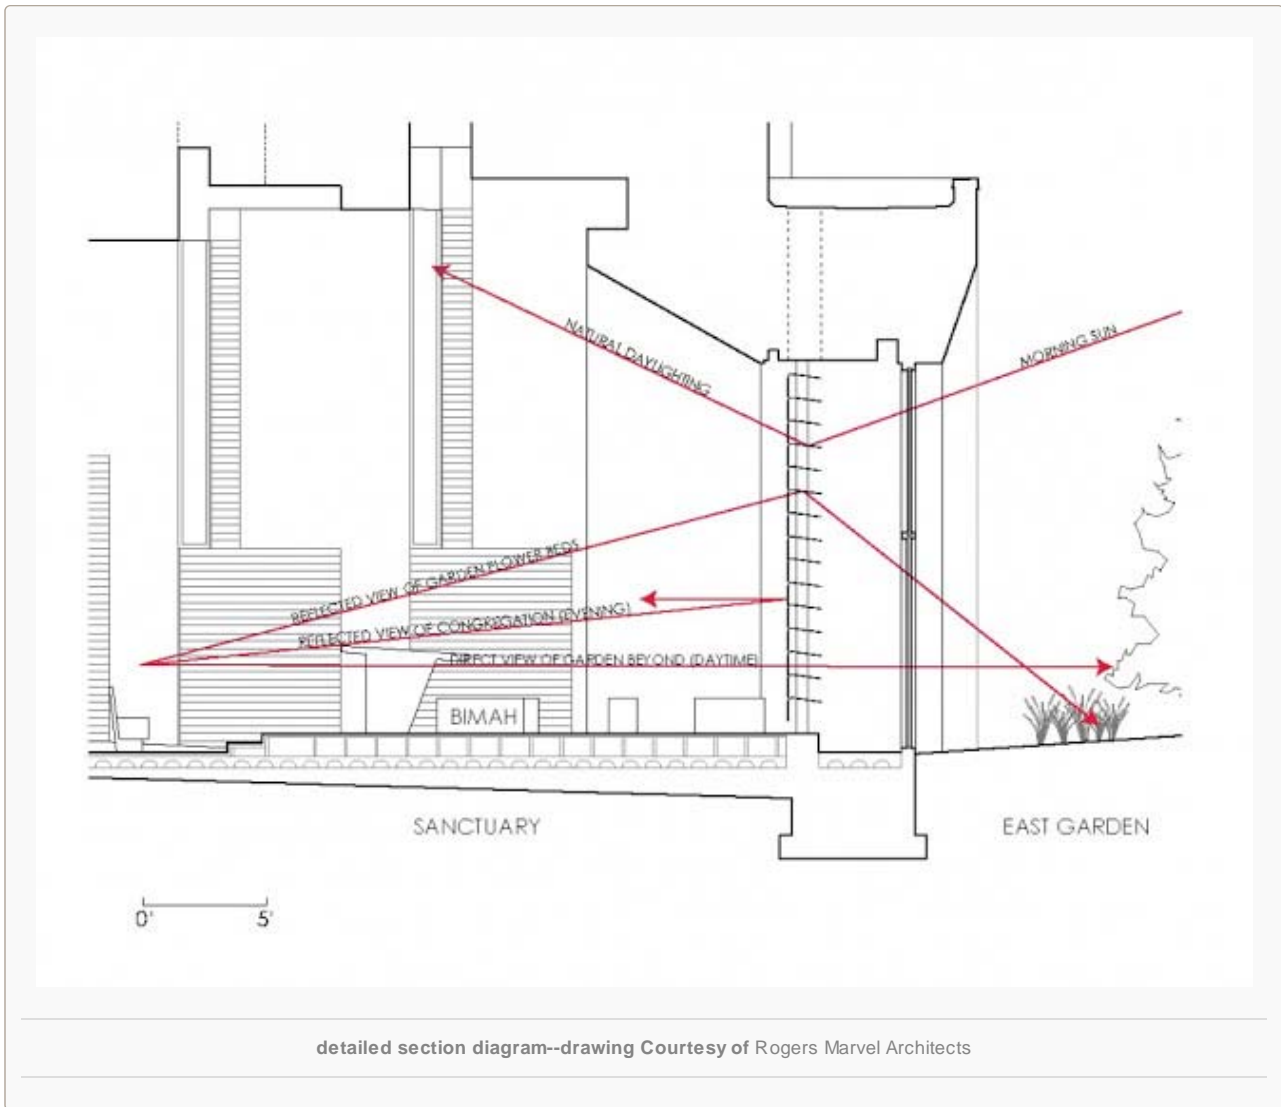 NATURAL DAYLIGHTING
MORNING SUN
REFLECTED VIEW OF GARDEN FLOWER BEDS
REFLECTED VIEW OF CONGREGATION (EVENING)
DIRECT VIEW OF GARDEN BEYOND (DAYTIME)
BIMAH
SANCTUARY
EAST GARDEN
0' 5'
detailed section diagram--drawing Courtesy of Rogers Marvel Architects